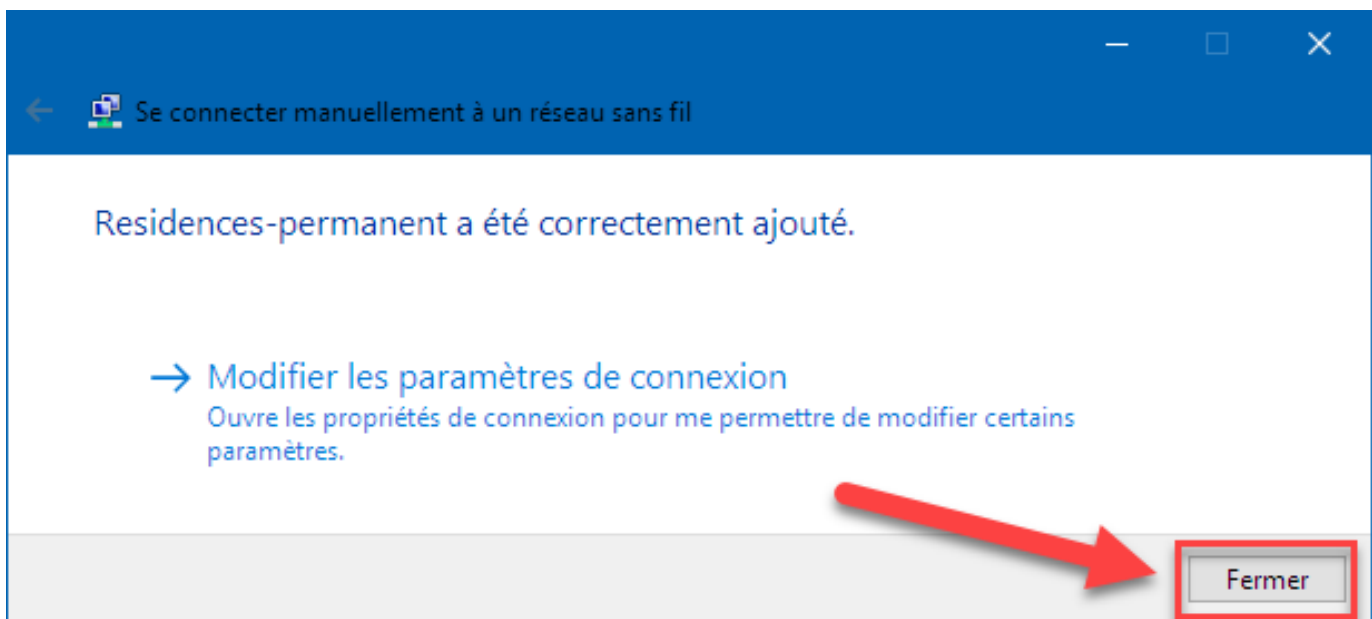 Se connecter manuellement à un réseau sans fil
Residences-permanent a été correctement ajouté.
Modifier les paramètres de connexion
Ouvre les propriétés de connexion pour me permettre de modifier certains
paramètres.
Fermer